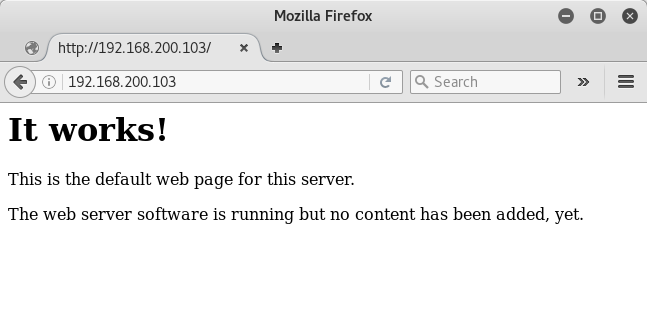 Mozilla Firefox
http://192.168.200.103/
192.168.200.103
Search
It works!
This is the default web page for this server.
The web server software is running but no content has been added, yet.